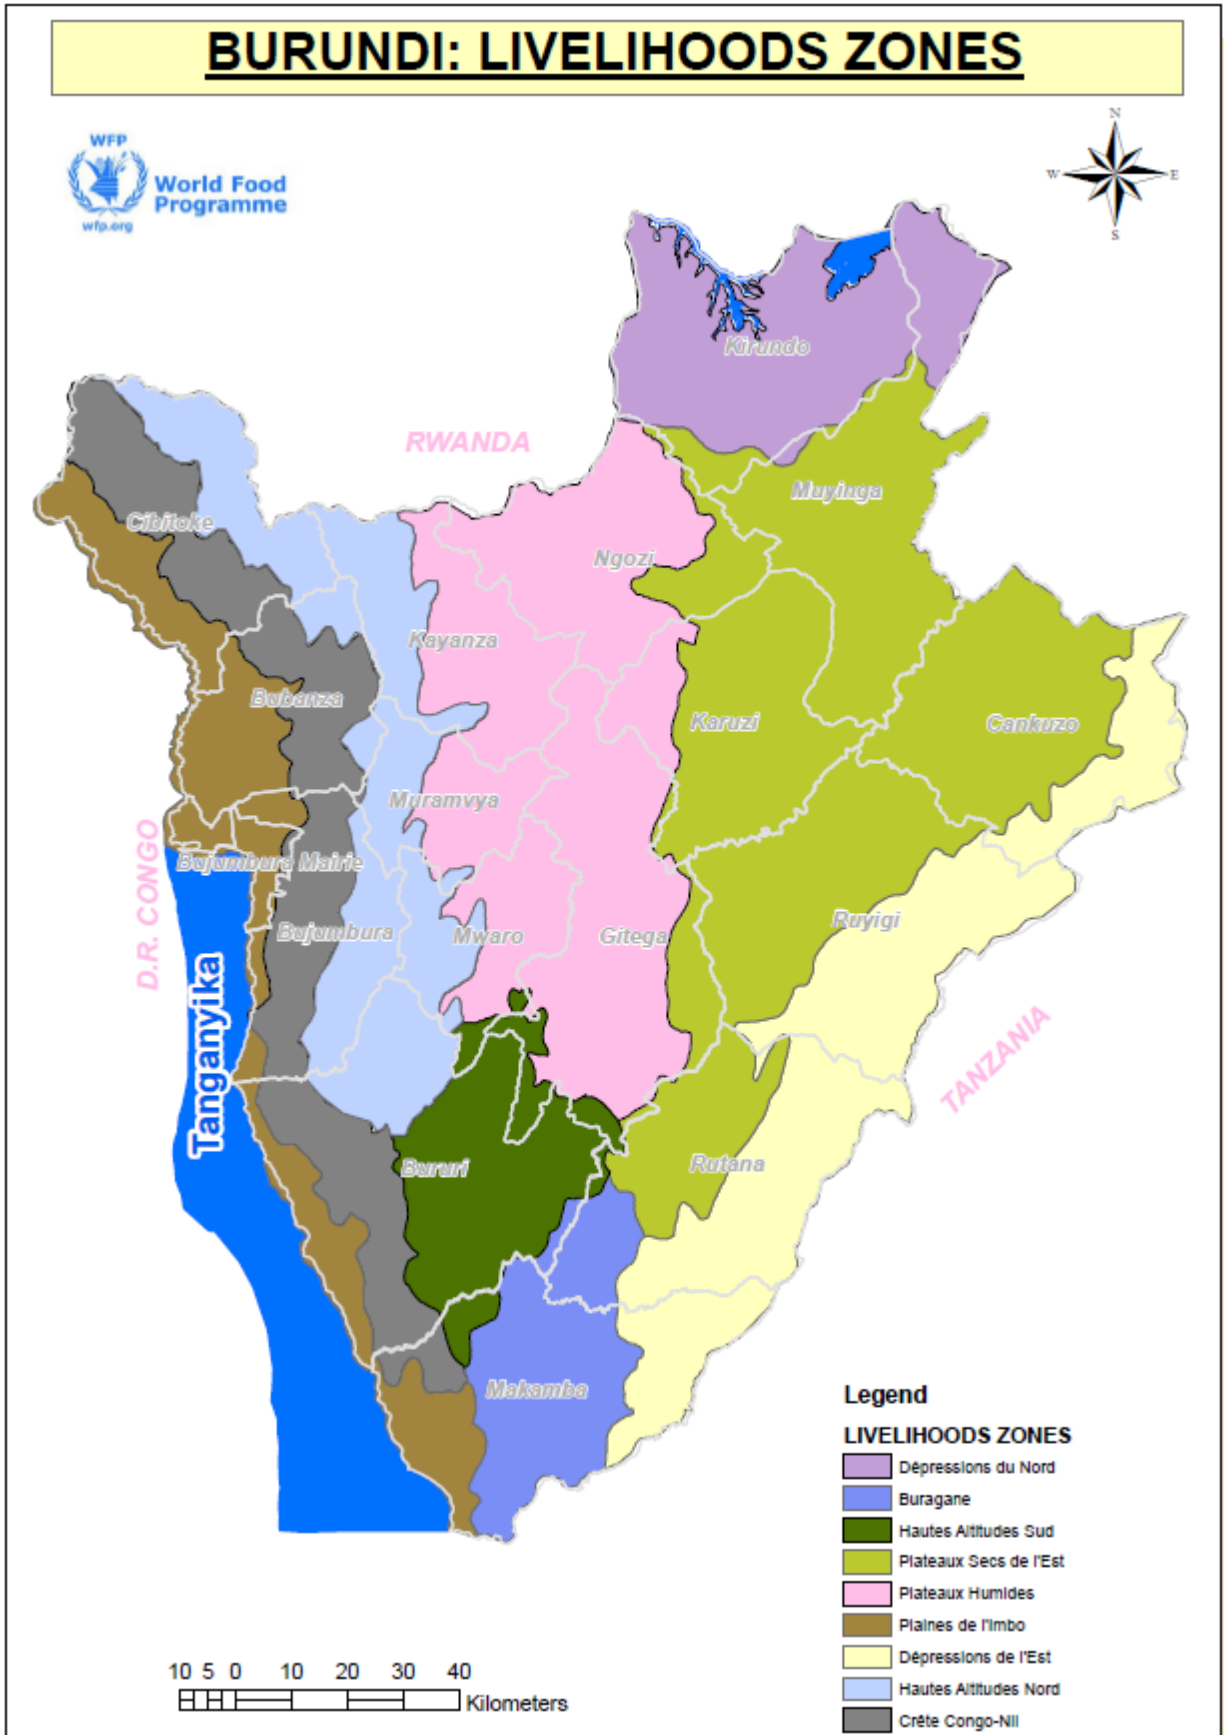 BURUNDI: LIVELIHOODS ZONES
WFP
wfp.org
World Food
Programme
N
W
E
S
Kirundo
RWANDA
Muyinga
Cibitoke
Ngozi
Kayanza
Bubanza
Karuzi
Cankuzo
Muramvya
D.R. CONGO
Bujumbura Mairie
Bujumbura
Mwaro
Gitega
Ruyigi
Tanganyika
TANZANIA
Bururi
Rutana
Makamba
Legend
LIVELIHOODS ZONES
Dépressions du Nord
Buragane
Hautes Altitudes Sud
Plateaux Secs de l'Est
Plateaux Humides
Plaines de l'Imbo
Dépressions de l'Est
Hautes Altitudes Nord
Crête Congo-Nil
10 5 0 10 20 30 40
Kilometers